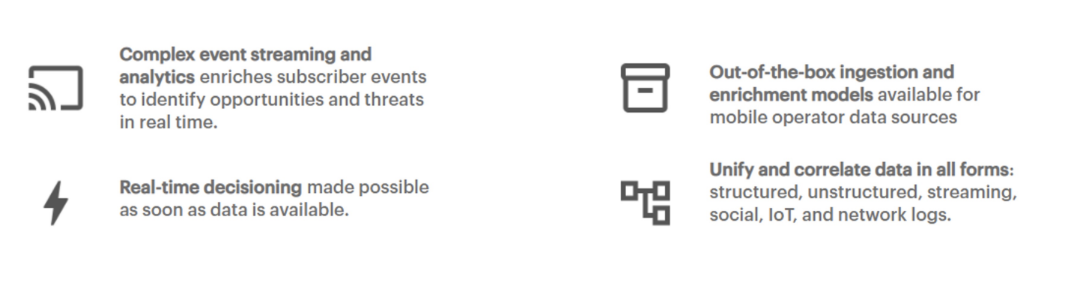 Complex event streaming and
analytics enriches subscriber events
to identify opportunities and threats
in real time.
Real-time decisioning made possible
as soon as data is available.
Out-of-the-box ingestion and
enrichment models available for
mobile operator data sources
Unify and correlate data in all forms:
structured, unstructured, streaming,
social, IoT, and network logs.